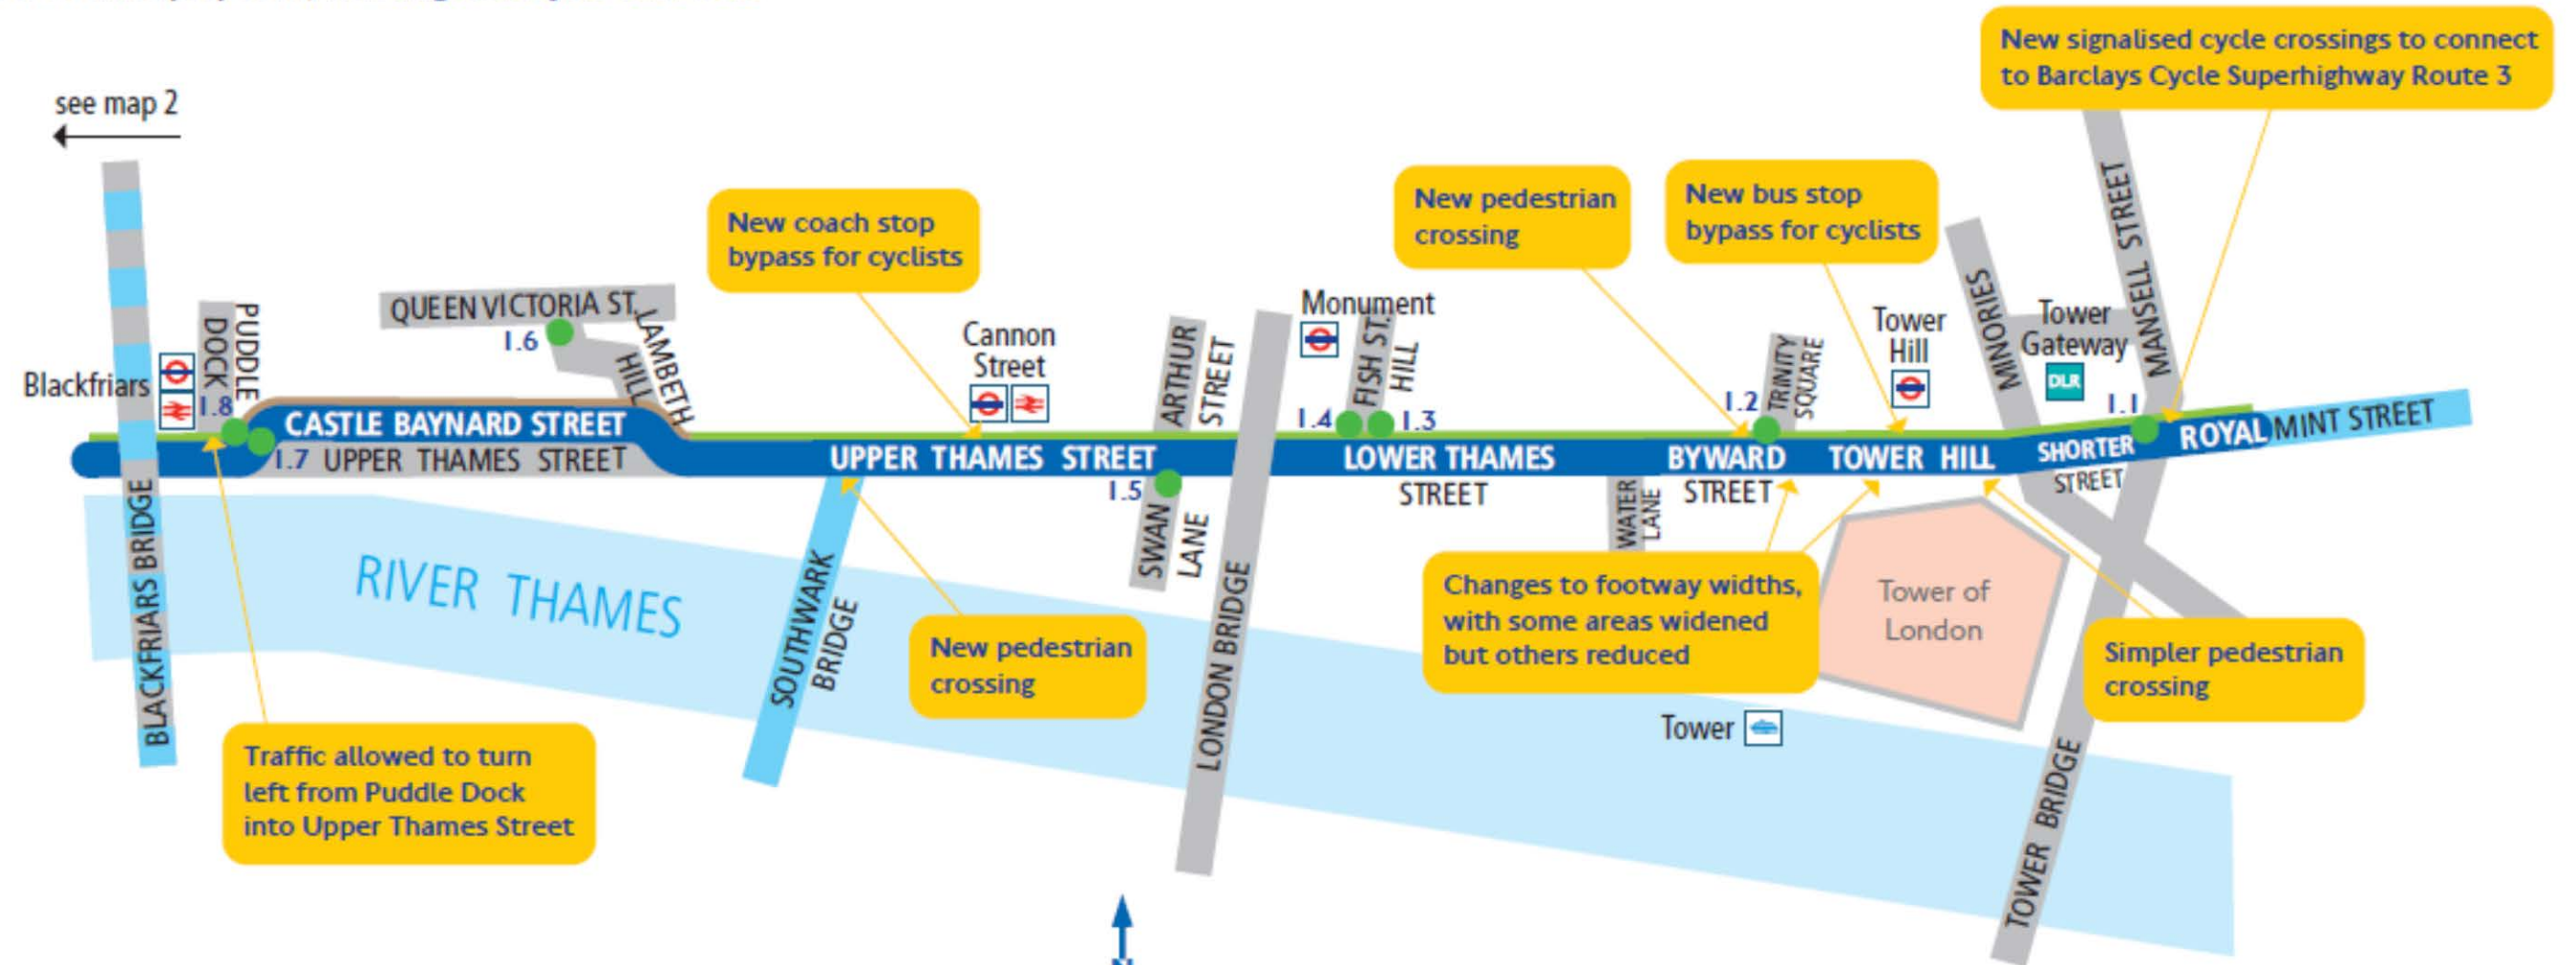 New signalised cycle crossings to connect
to Barclays Cycle Superhighway Route 3
see map 2
New coach stop
bypass for cyclists
New pedestrian
crossing
New bus stop
bypass for cyclists
MANSELL STREET
MINORIES
Tower
Gateway
DLR
Tower
Hill
TRINITY
SQUARE
1.2
1.1
Monument
FISH ST.
HILL
1.4
1.3
ARTHUR
STREET
Cannon
Street
QUEEN VICTORIA ST.
LAMBETH
HILL
1.6
PUDDLE
DOCK
1.8
Blackfriars
CASTLE BAYNARD STREET
1.7
UPPER THAMES STREET
UPPER THAMES STREET
LOWER THAMES
STREET
BYWARD
STREET
TOWER HILL
SHORTER
STREET
ROYAL MINT STREET
1.5
SWAN
LANE
WATER
LANE
BLACKFRIARS BRIDGE
RIVER THAMES
SOUTHWARK
BRIDGE
LONDON BRIDGE
New pedestrian
crossing
Changes to footway widths,
with some areas widened
but others reduced
Tower of
London
Simpler pedestrian
crossing
Tower
TOWER BRIDGE
Traffic allowed to turn
left from Puddle Dock
into Upper Thames Street